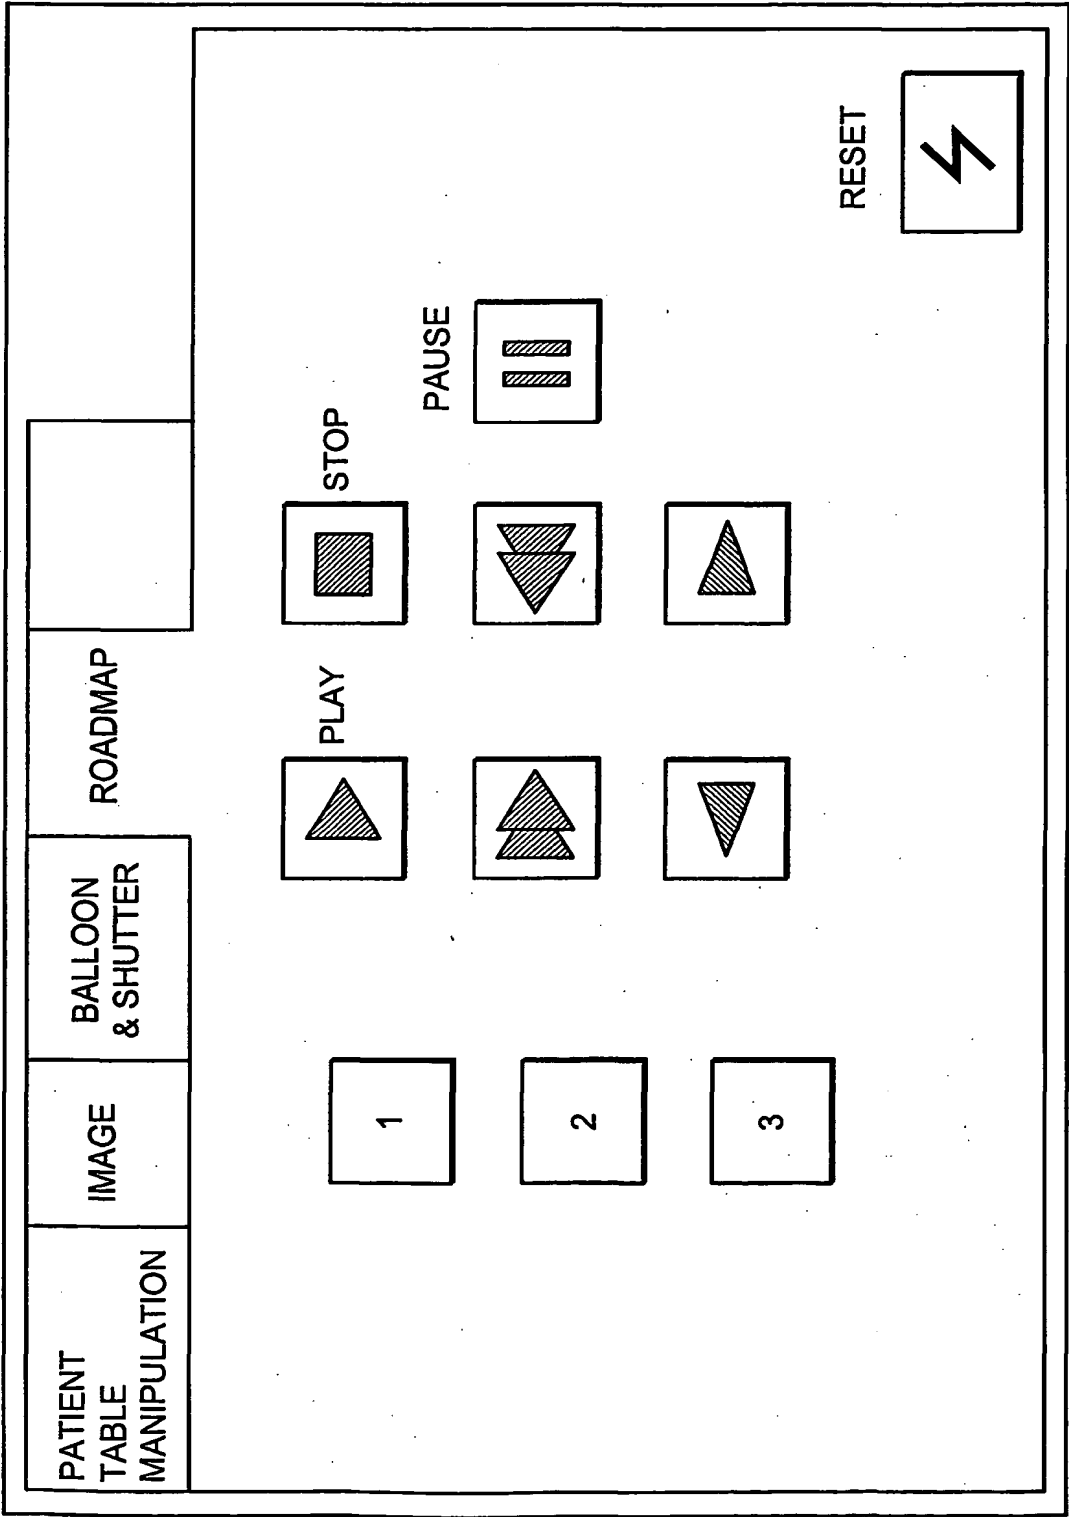 PATIENT
TABLE
MANIPULATION
IMAGE
BALLOON
& SHUTTER
ROADMAP
PLAY
STOP
PAUSE
1
2
3
RESET